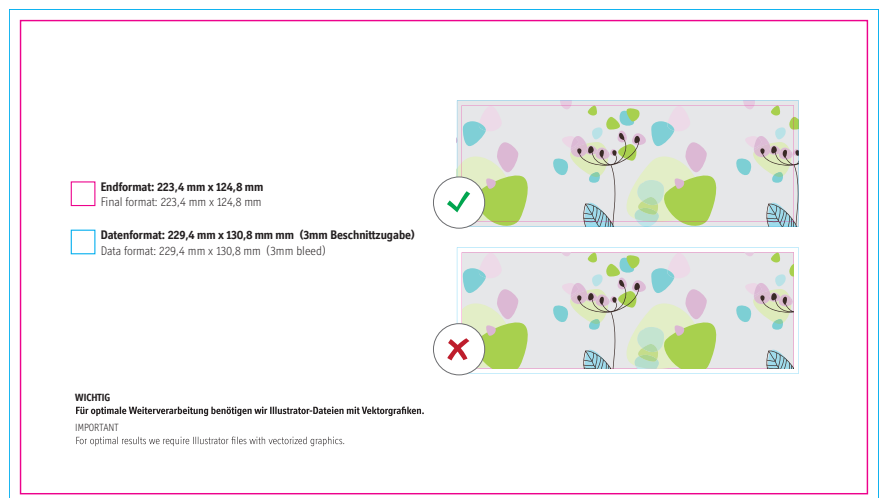 Endformat: 223,4 mm x 124,8 mm
Final format: 223,4 mm x 124,8 mm
Datenformat: 229,4 mm x 130,8 mm mm (3mm Beschnittzugabe)
Data format: 229,4 mm x 130,8 mm (3mm bleed)
WICHTIG
Für optimale Weiterverarbeitung benötigen wir Illustrator-Dateien mit Vektorgrafiken.
IMPORTANT
For optimal results we require Illustrator files with vectorized graphics.